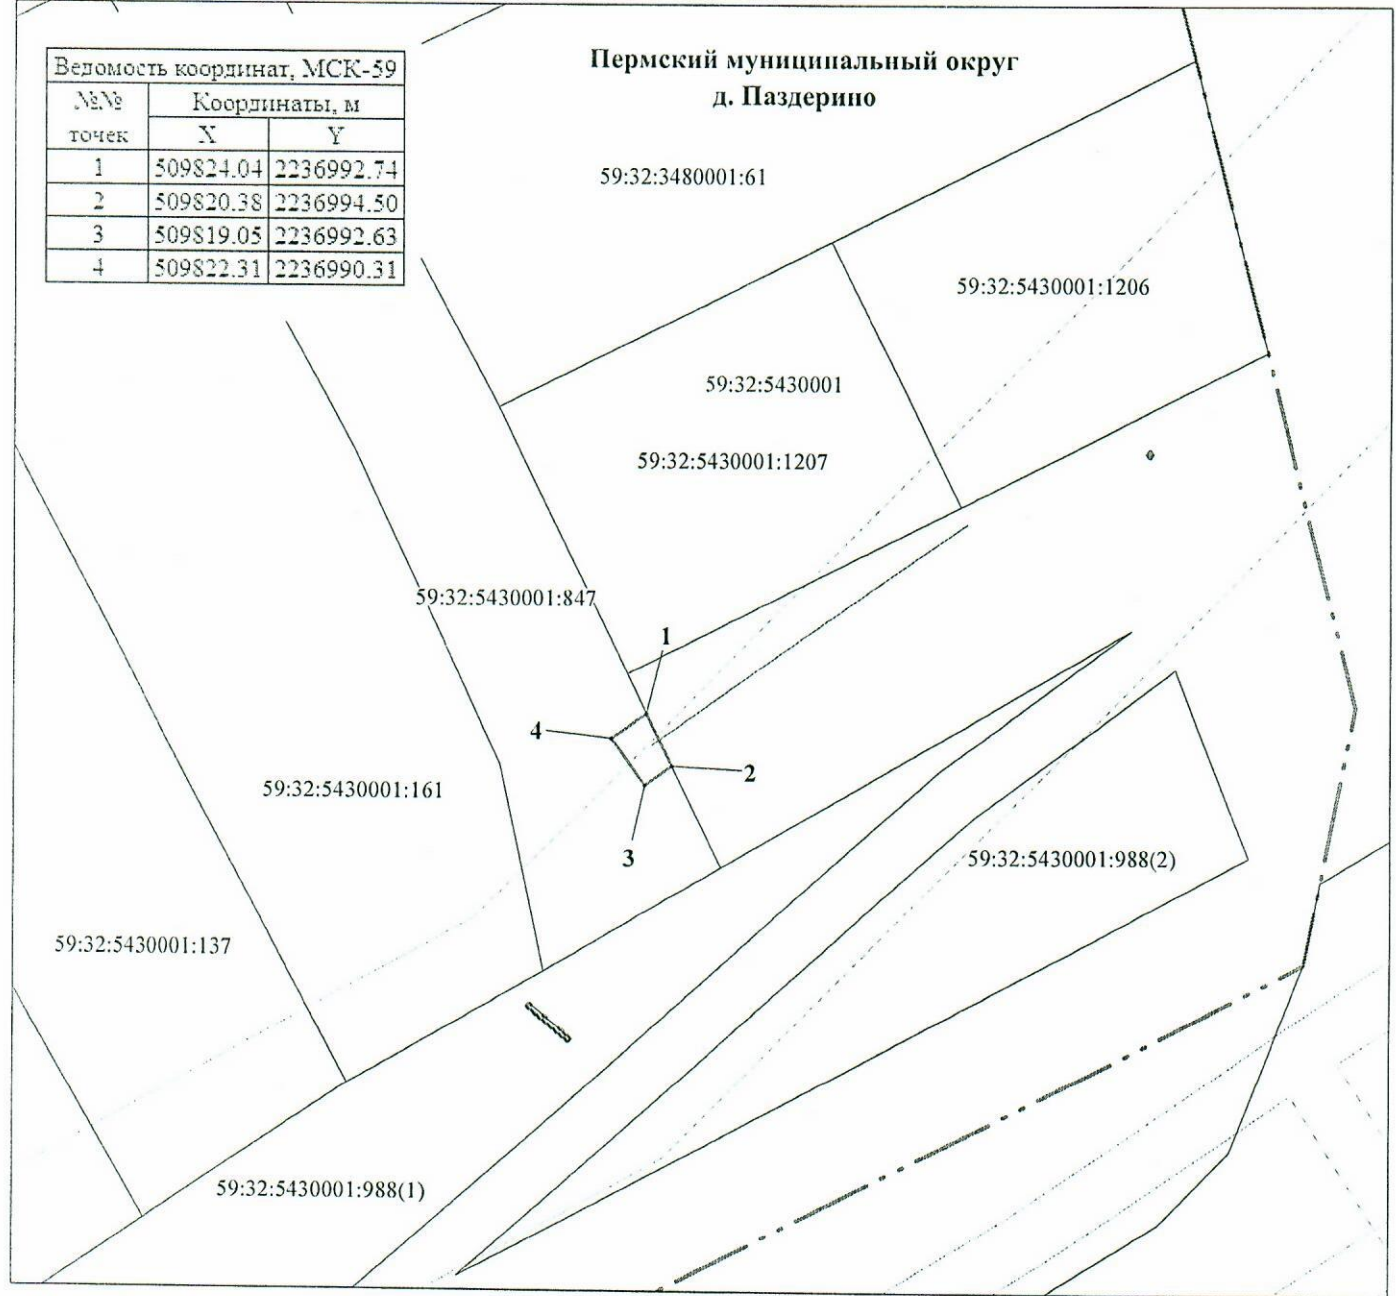 Ведомость координат, МСК-59
№№ точек
Координаты, м
X Y
1 509824.04 2236992.74
2 509820.38 2236994.50
3 509819.05 2236992.63
4 509822.31 2236990.31
Пермский муниципальный округ
д. Паздерино
59:32:3480001:61
59:32:5430001:1206
59:32:5430001
59:32:5430001:1207
59:32:5430001:847
1
4
2
59:32:5430001:161
3
59:32:5430001:988(2)
59:32:5430001:137
59:32:5430001:988(1)